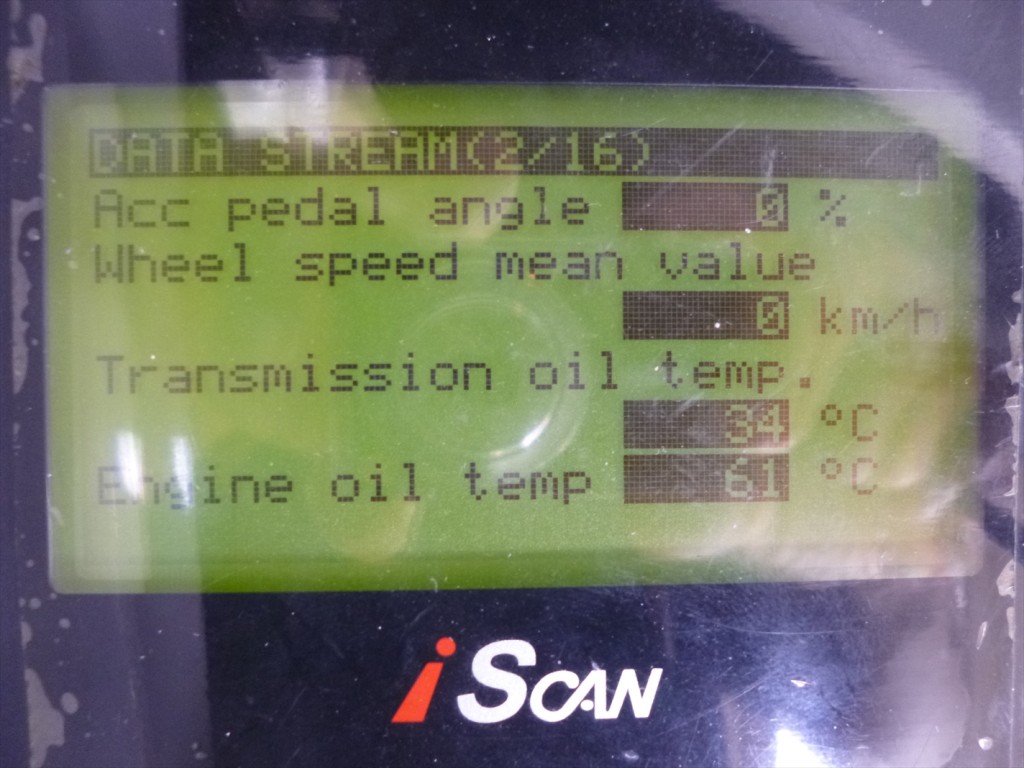 DATA STREAM(2/16)
Acc pedal angle 0 %
Wheel speed mean value
0 km/h
Transmission oil temp.
34 °C
Engine oil temp 61 °C
iSCAN